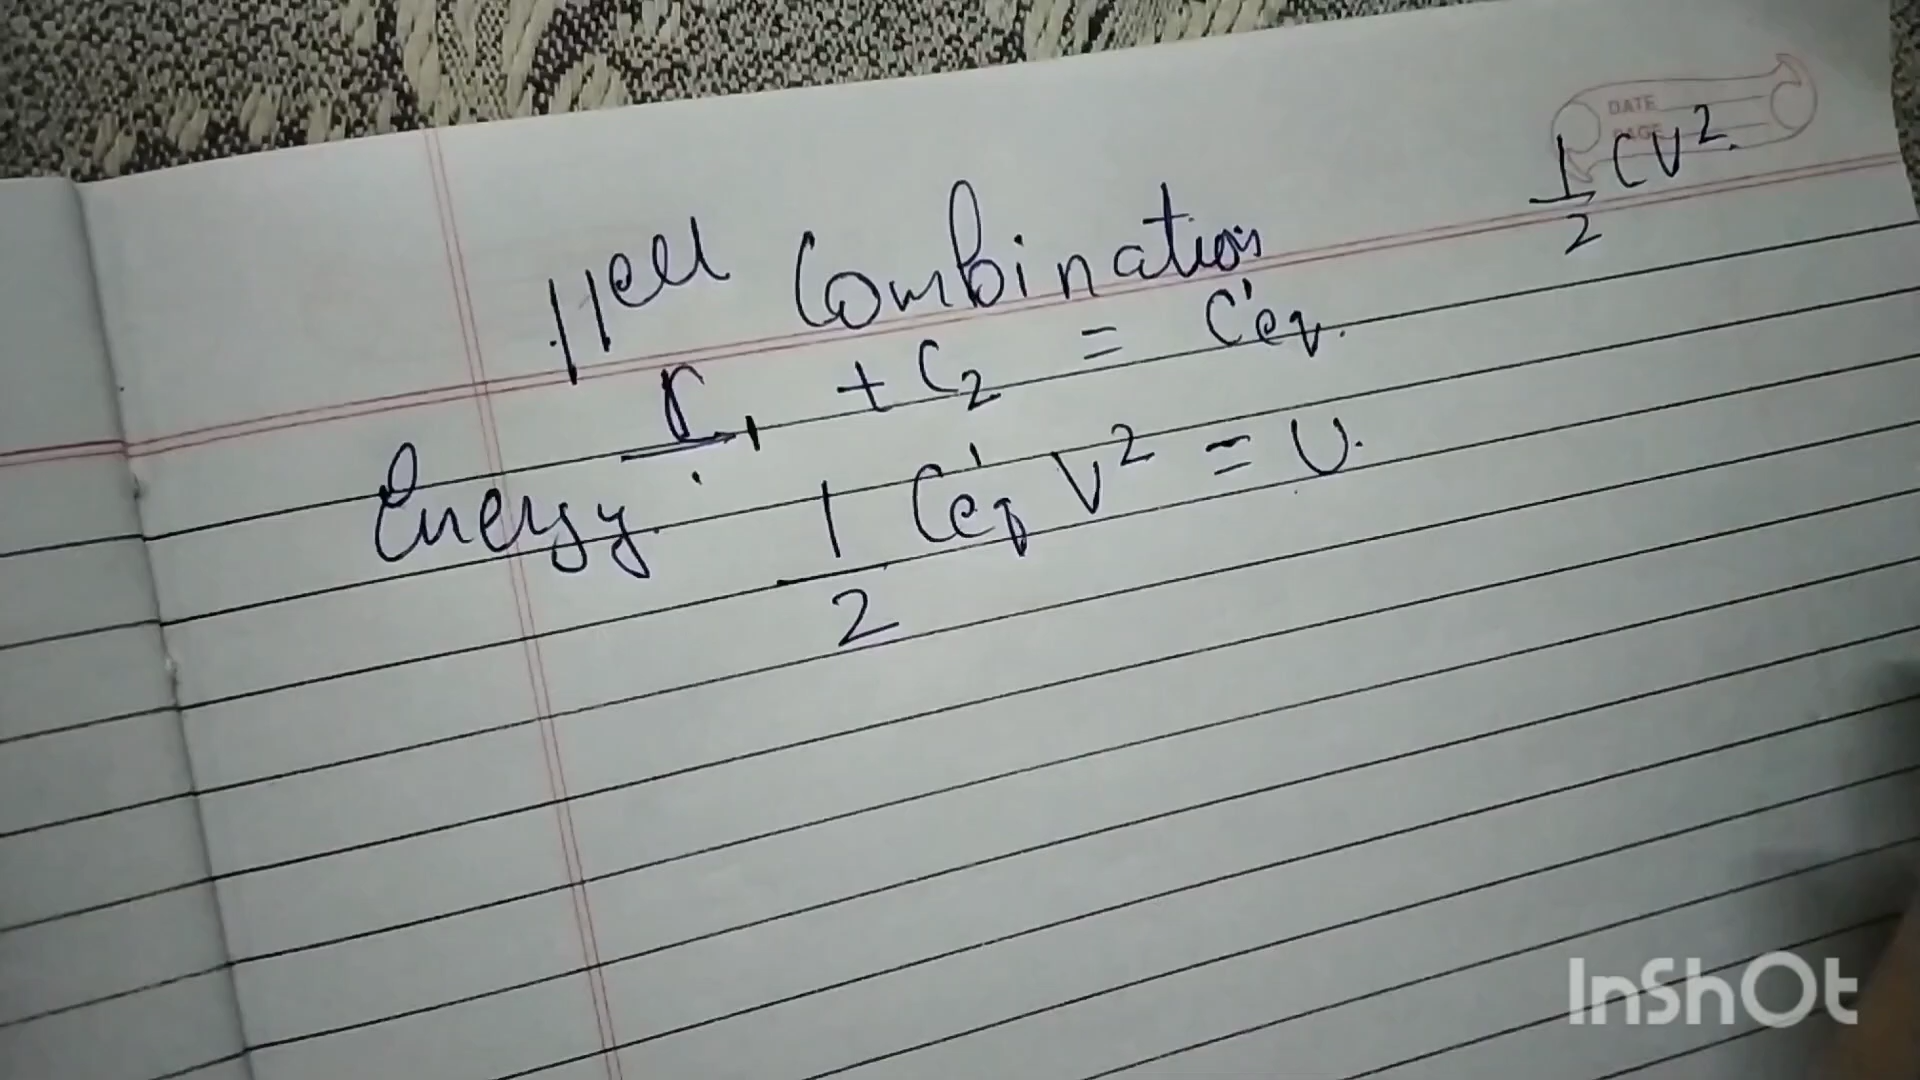 DATE
PAGE
1/2 CV²
||ell Combination
C₁ + C₂ = C'eq.
Energy: 1/2 C'eq V² = U.
InShOt